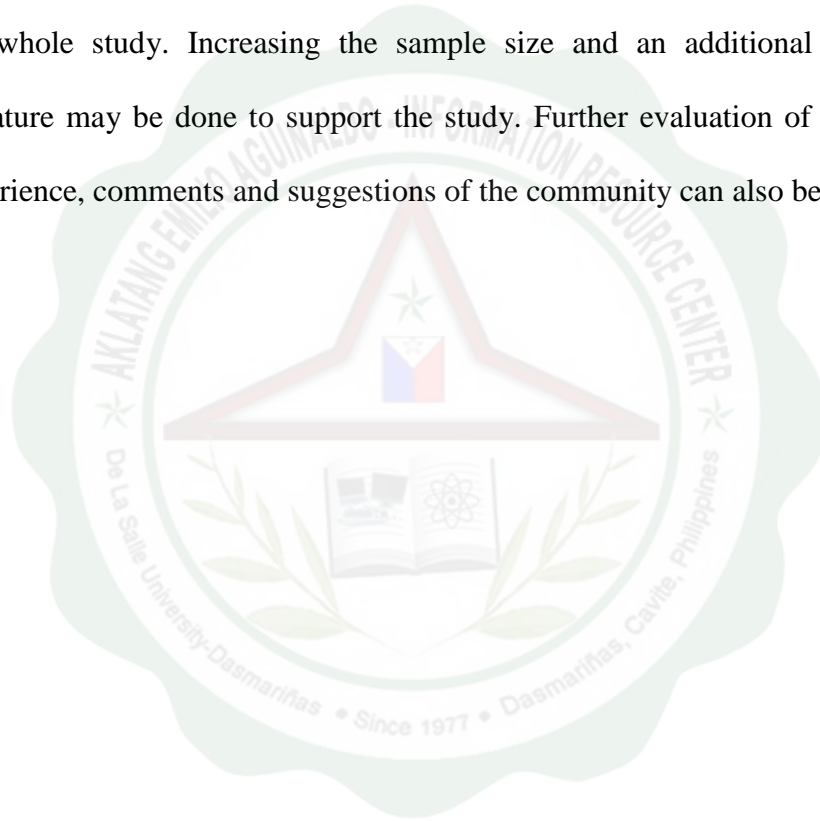 whole study. Increasing the sample size and an additional
ature may be done to support the study. Further evaluation of
rience, comments and suggestions of the community can also be
AKLATANG EMILIO AGUINALDO - INFORMATION RESOURCE CENTER
De La Salle University-Dasmariñas • Since 1977 • Dasmariñas, Cavite, Philippines